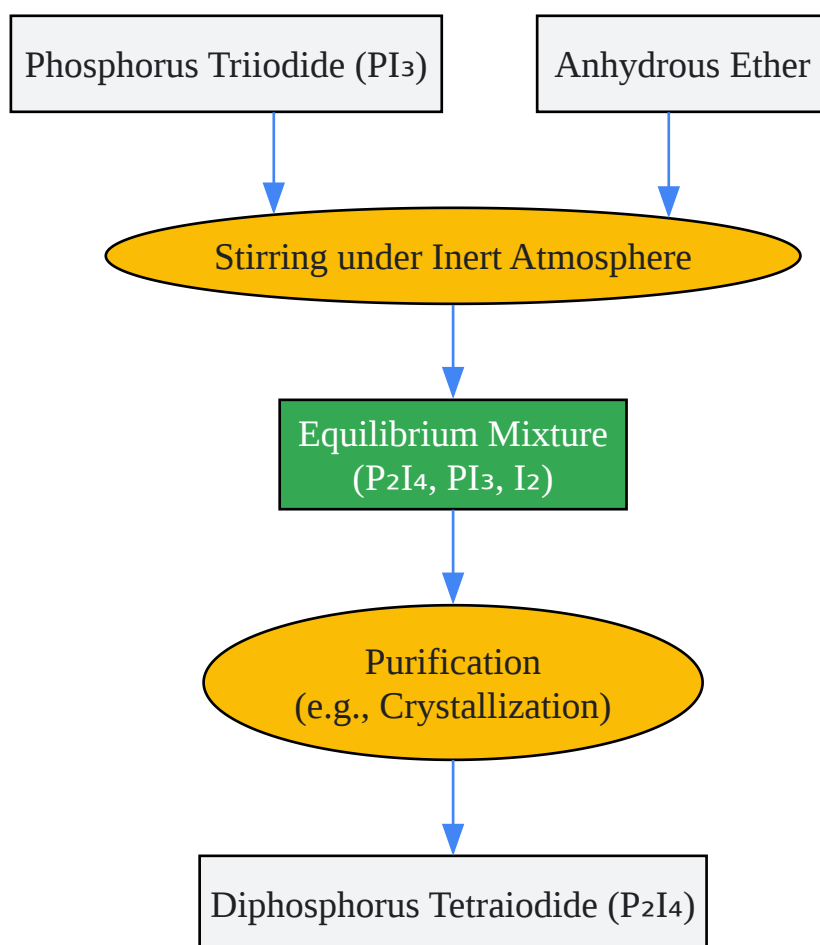 Phosphorus Triiodide (PI₃)
Anhydrous Ether
Stirring under Inert Atmosphere
Equilibrium Mixture
(P₂I₄, PI₃, I₂)
Purification
(e.g., Crystallization)
Diphosphorus Tetraiodide (P₂I₄)